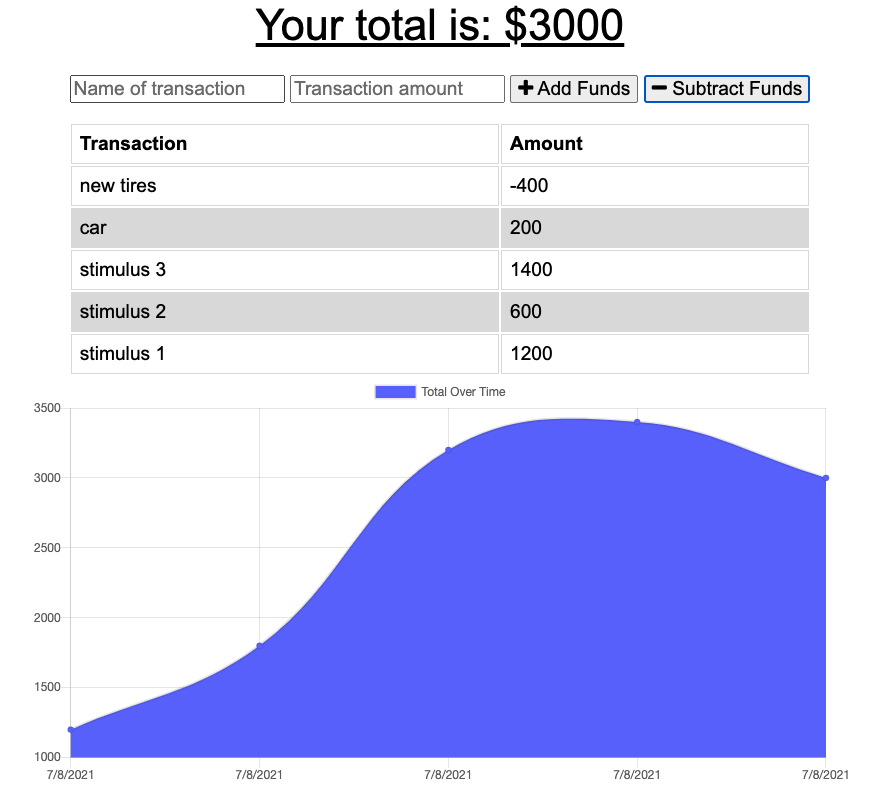 Your total is: $3000
Name of transaction Transaction amount + Add Funds − Subtract Funds
Transaction Amount
new tires -400
car 200
stimulus 3 1400
stimulus 2 600
stimulus 1 1200
Total Over Time
3500
3000
2500
2000
1500
1000
7/8/2021 7/8/2021 7/8/2021 7/8/2021 7/8/2021